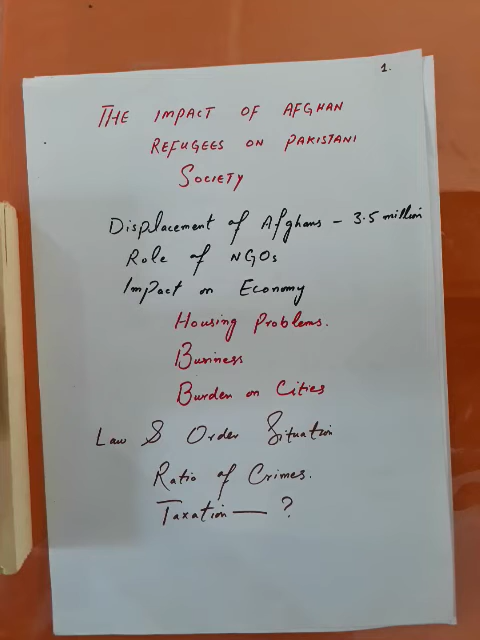 1.
THE IMPACT OF AFGHAN
REFUGEES ON PAKISTANI
SOCIETY
Displacement of Afghans – 3.5 million
Role of NGOs
Impact on Economy
Housing Problems.
Business
Burden on Cities
Law & Order Situation
Ratio of Crimes.
Taxation — ?